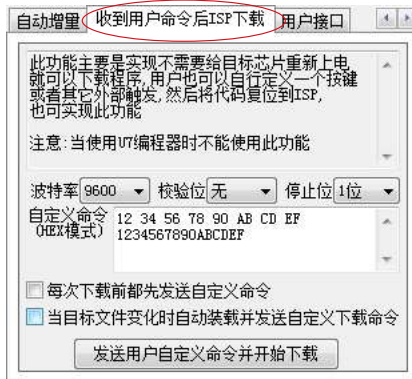 自动增量 收到用户命令后ISP下载 用户接口
此功能主要是实现不需要给目标芯片重新上电
就可以下载程序,用户也可以自行定义一个按键
或者其它外部触发,然后将代码复位到ISP,
也可实现此功能
注意:当使用U7编程器时不能使用此功能
波特率 9600 校验位 无 停止位 1位
自定义命令 12 34 56 78 90 AB CD EF
(HEX模式) 1234567890ABCDEF
每次下载前都先发送自定义命令
当目标文件变化时自动装载并发送自定义下载命令
发送用户自定义命令并开始下载